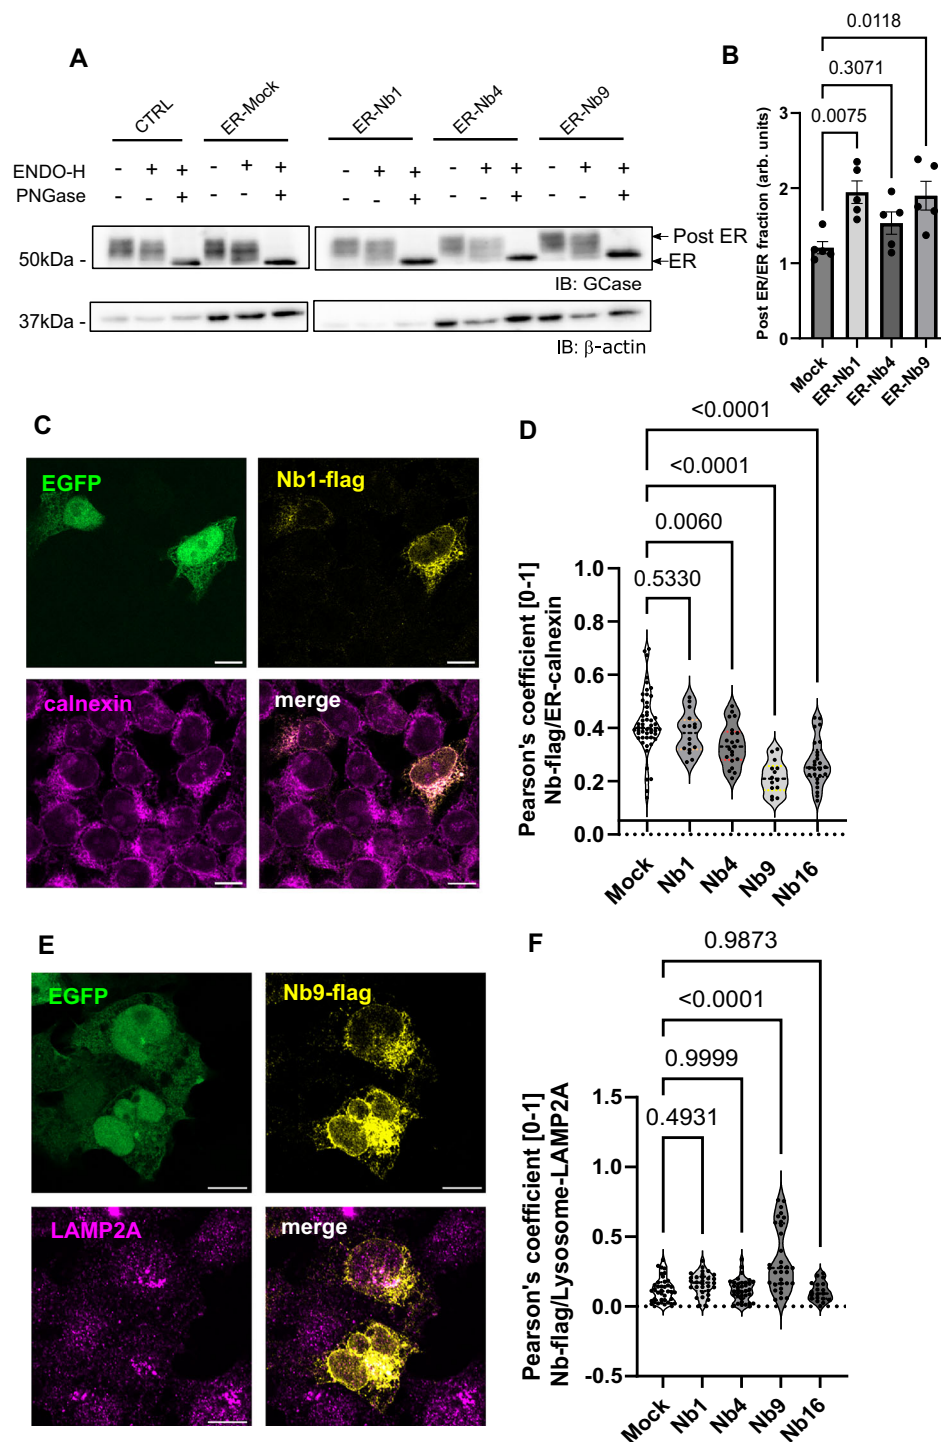 A
CTRL
ER-Mock
ER-Nb1
ER-Nb4
ER-Nb9
ENDO-H - + + - + + - + + - + + - + +
PNGase - - + - - + - - + - - + - - +
50kDa -
Post ER
ER
IB: GCase
37kDa -
IB: β-actin
B
0.0118
0.3071
0.0075
Post ER/ER fraction (arb. units)
3
2
1
0
Mock
ER-Nb1
ER-Nb4
ER-Nb9
C
EGFP
Nb1-flag
calnexin
merge
D
<0.0001
<0.0001
0.0060
0.5330
Pearson's coefficient [0-1]
Nb-flag/ER-calnexin
1.0
0.8
0.6
0.4
0.2
0.0
Mock
Nb1
Nb4
Nb9
Nb16
E
EGFP
Nb9-flag
LAMP2A
merge
F
0.9873
<0.0001
0.9999
0.4931
Pearson's coefficient [0-1]
Nb-flag/Lysosome-LAMP2A
1.5
1.0
0.5
0.0
-0.5
Mock
Nb1
Nb4
Nb9
Nb16